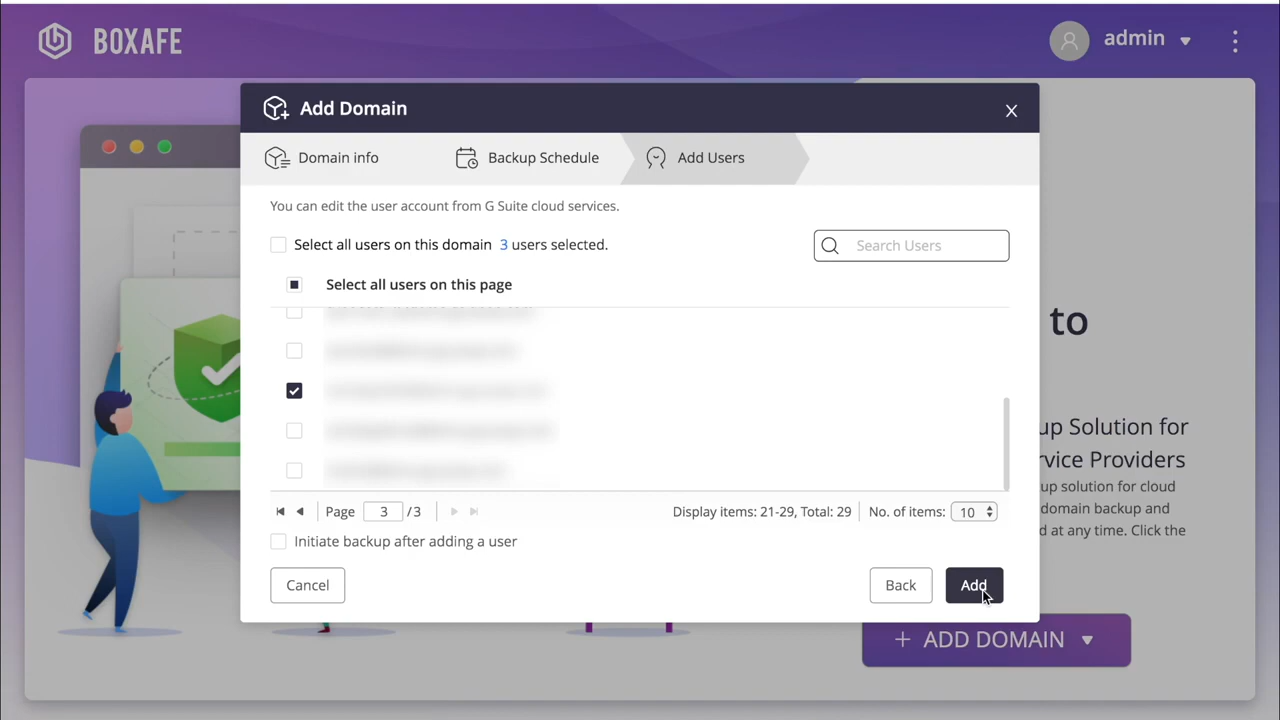 BOXAFE
admin
Add Domain
X
Domain info
Backup Schedule
Add Users
You can edit the user account from G Suite cloud services.
Select all users on this domain 3 users selected.
Search Users
Select all users on this page
Page 3 /3
Display items: 21-29, Total: 29
No. of items: 10
Initiate backup after adding a user
Cancel
Back
Add
to
up Solution for
rvice Providers
up solution for cloud
domain backup and
d at any time. Click the
+ ADD DOMAIN